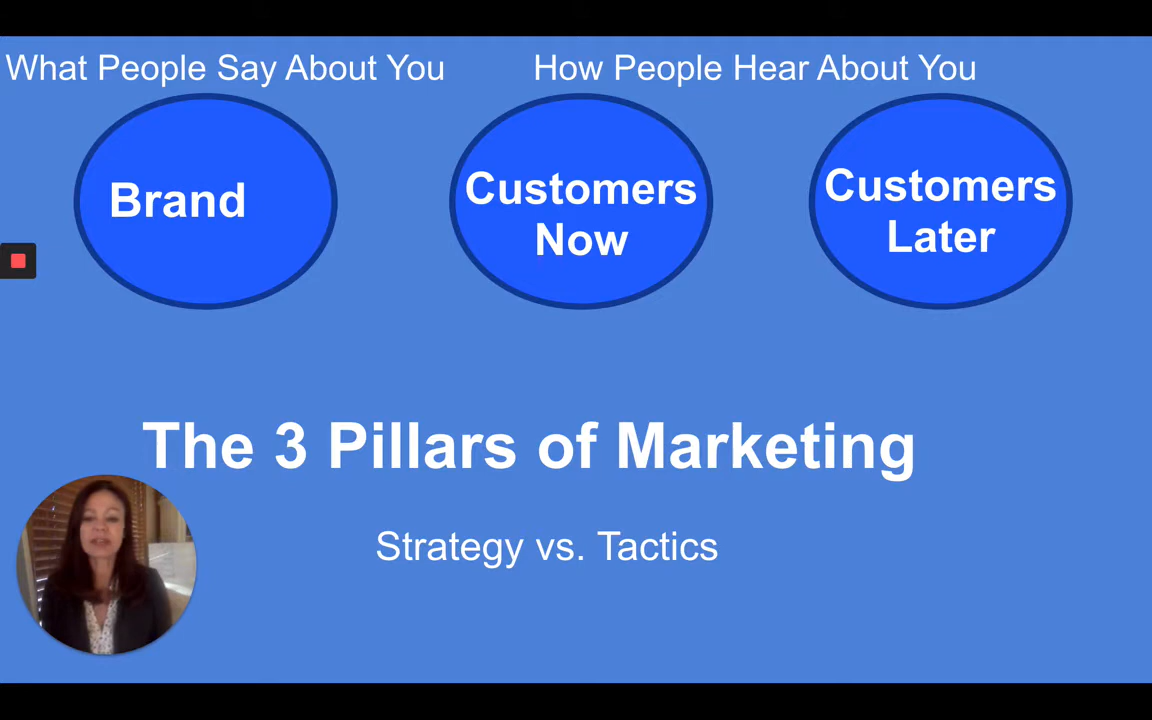 What People Say About You
How People Hear About You
Brand
Customers
Now
Customers
Later
The 3 Pillars of Marketing
Strategy vs. Tactics